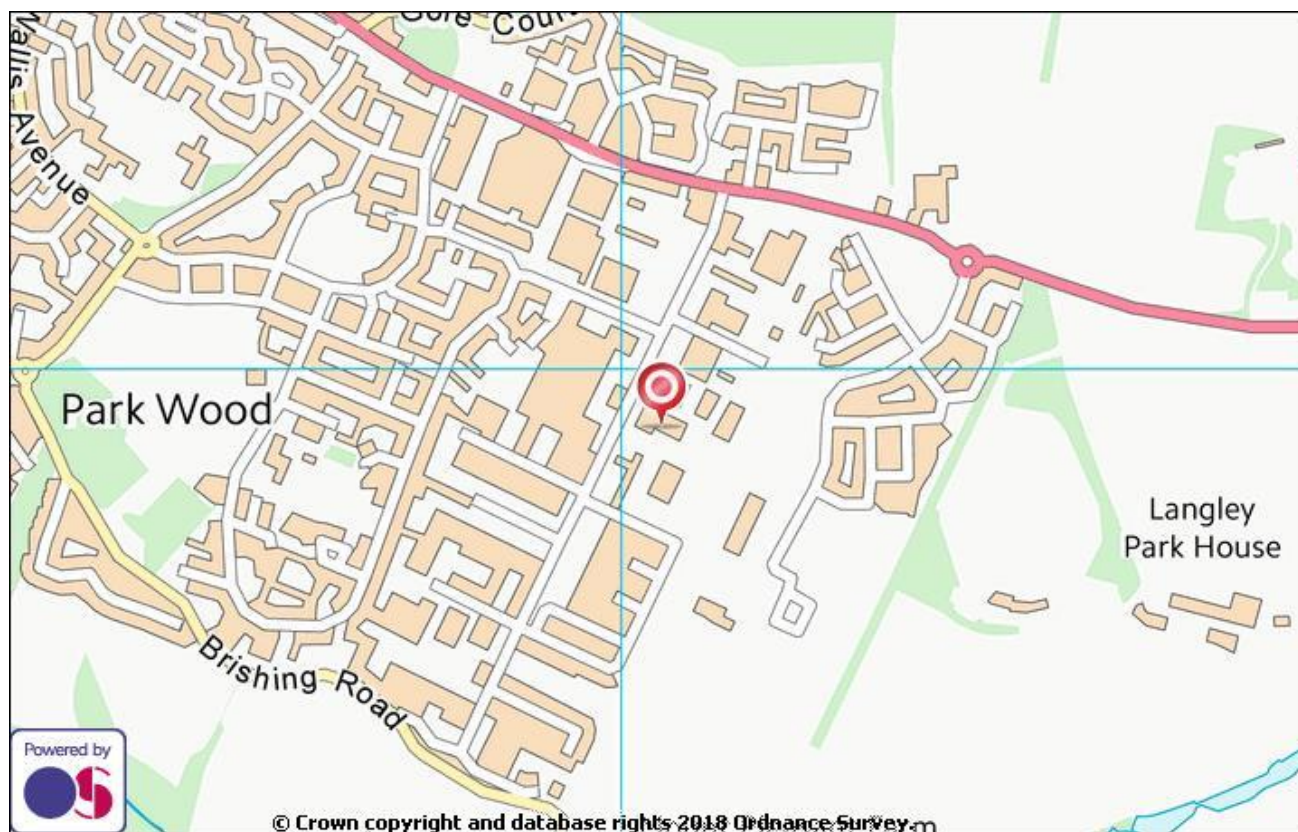 Gore Cour
Wallis Avenue
Park Wood
Langley
Park House
Brishing Road
Powered by
OS
© Crown copyright and database rights 2018 Ordnance Survey.